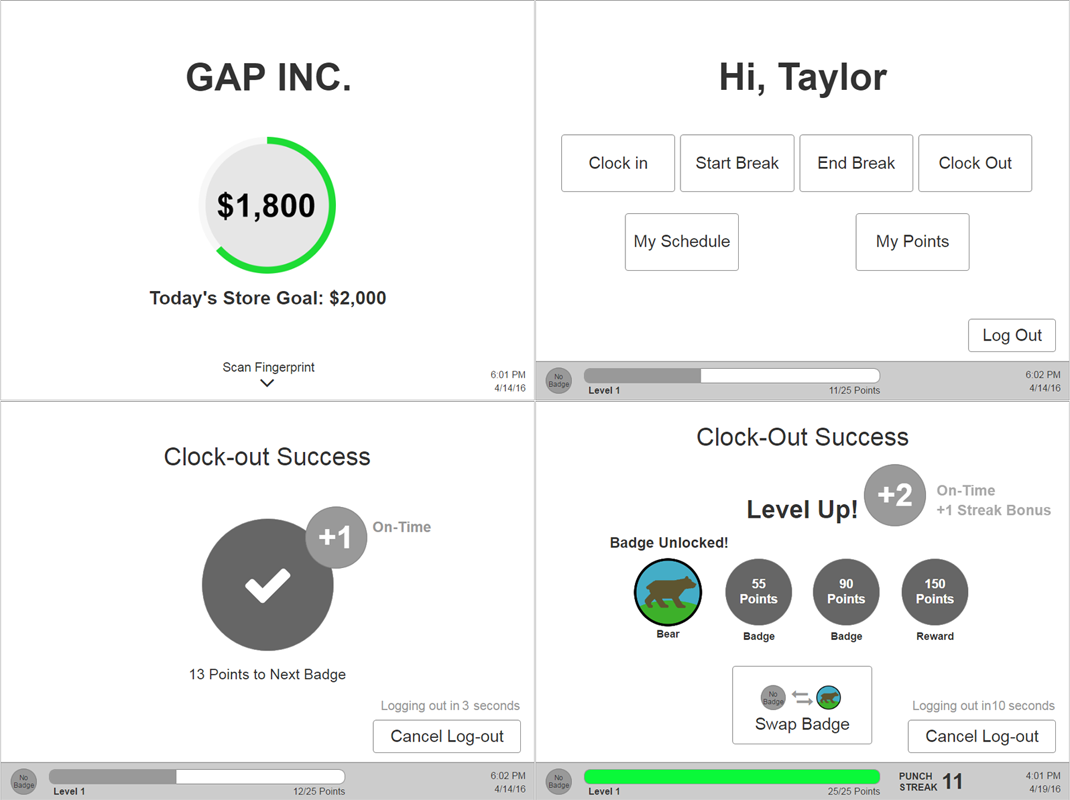 GAP INC.
$1,800
Today's Store Goal: $2,000
Scan Fingerprint
6:01 PM
4/14/16
Hi, Taylor
Clock in
Start Break
End Break
Clock Out
My Schedule
My Points
Log Out
No
Badge
Level 1
11/25 Points
6:02 PM
4/14/16
Clock-out Success
+1
On-Time
13 Points to Next Badge
Logging out in 3 seconds
Cancel Log-out
No
Badge
Level 1
12/25 Points
6:02 PM
4/14/16
Clock-Out Success
Level Up!
+2
On-Time
+1 Streak Bonus
Badge Unlocked!
Bear
55
Points
Badge
90
Points
Badge
150
Points
Reward
No
Badge
Swap Badge
Logging out in10 seconds
Cancel Log-out
No
Badge
Level 1
25/25 Points
PUNCH
STREAK
11
4:01 PM
4/19/16